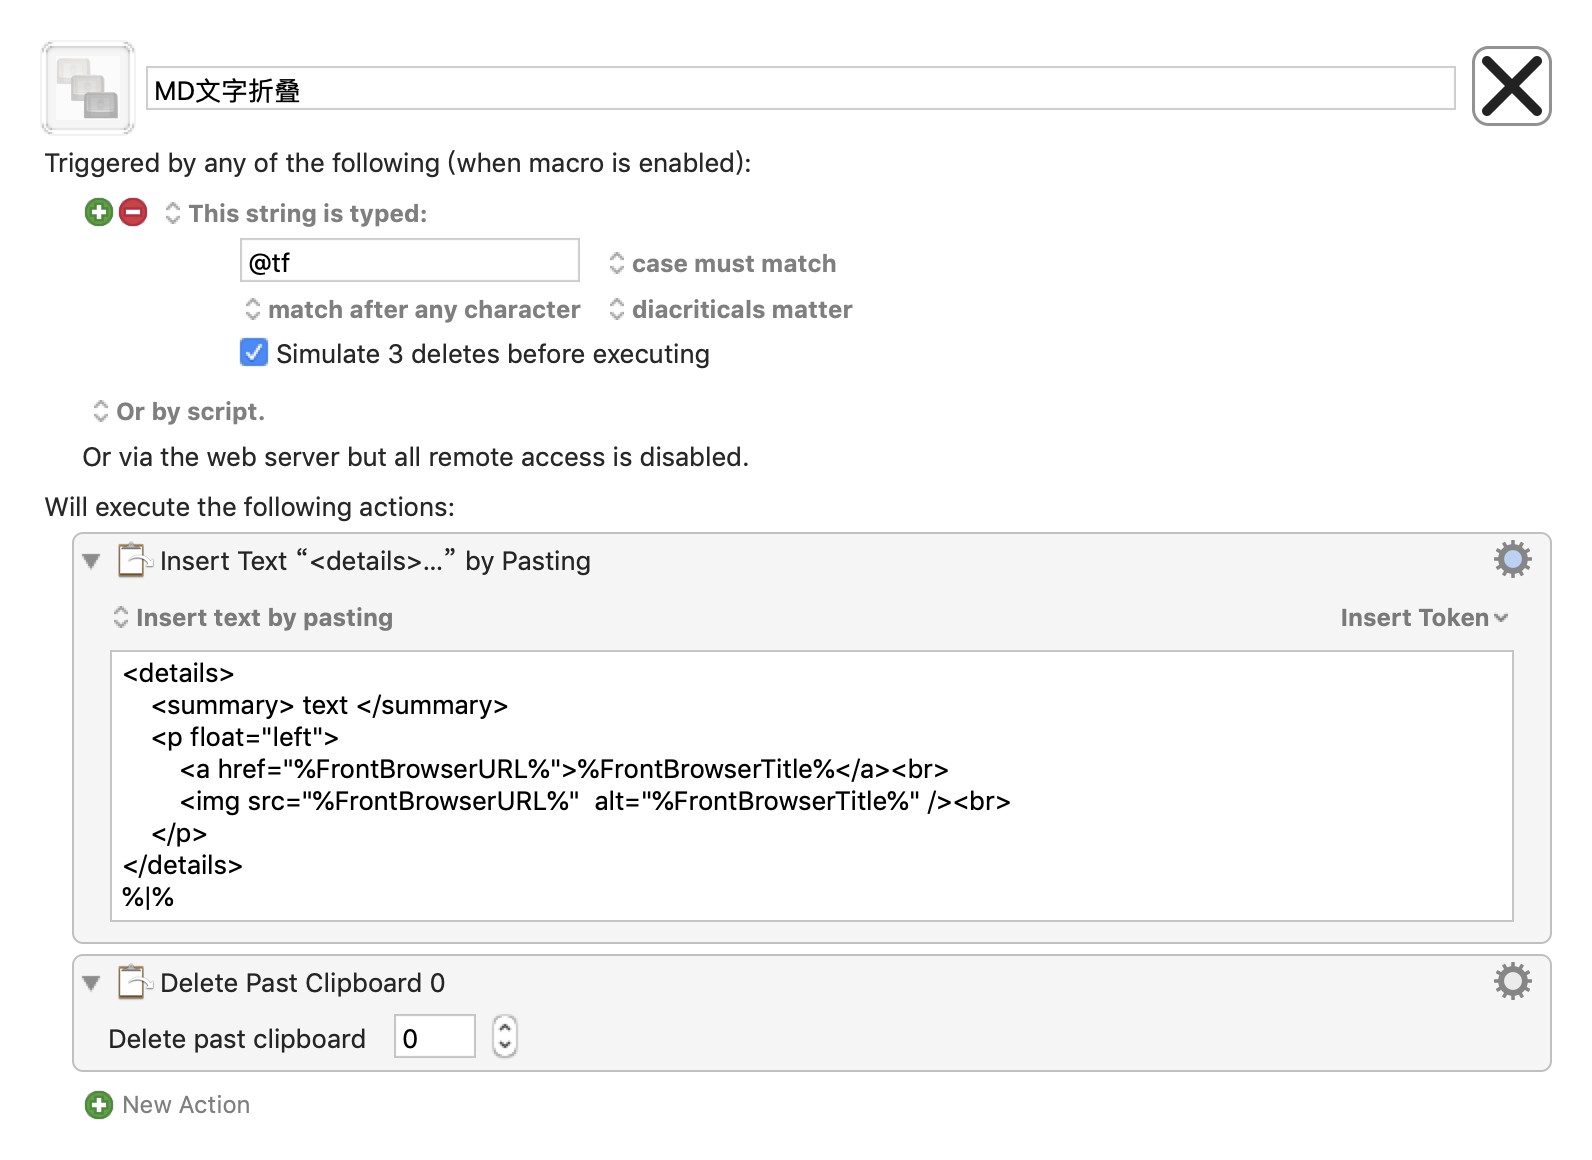 MD文字折叠
Triggered by any of the following (when macro is enabled):
This string is typed:
@tf
case must match
match after any character
diacriticals matter
Simulate 3 deletes before executing
Or by script.
Or via the web server but all remote access is disabled.
Will execute the following actions:
Insert Text “<details>...” by Pasting
Insert text by pasting
Insert Token
<details>
    <summary> text </summary>
    <p float="left">
        <a href="%FrontBrowserURL%">%FrontBrowserTitle%</a><br>
        <img src="%FrontBrowserURL%"  alt="%FrontBrowserTitle%" /><br>
    </p>
</details>
%|%
Delete Past Clipboard 0
Delete past clipboard
0
New Action